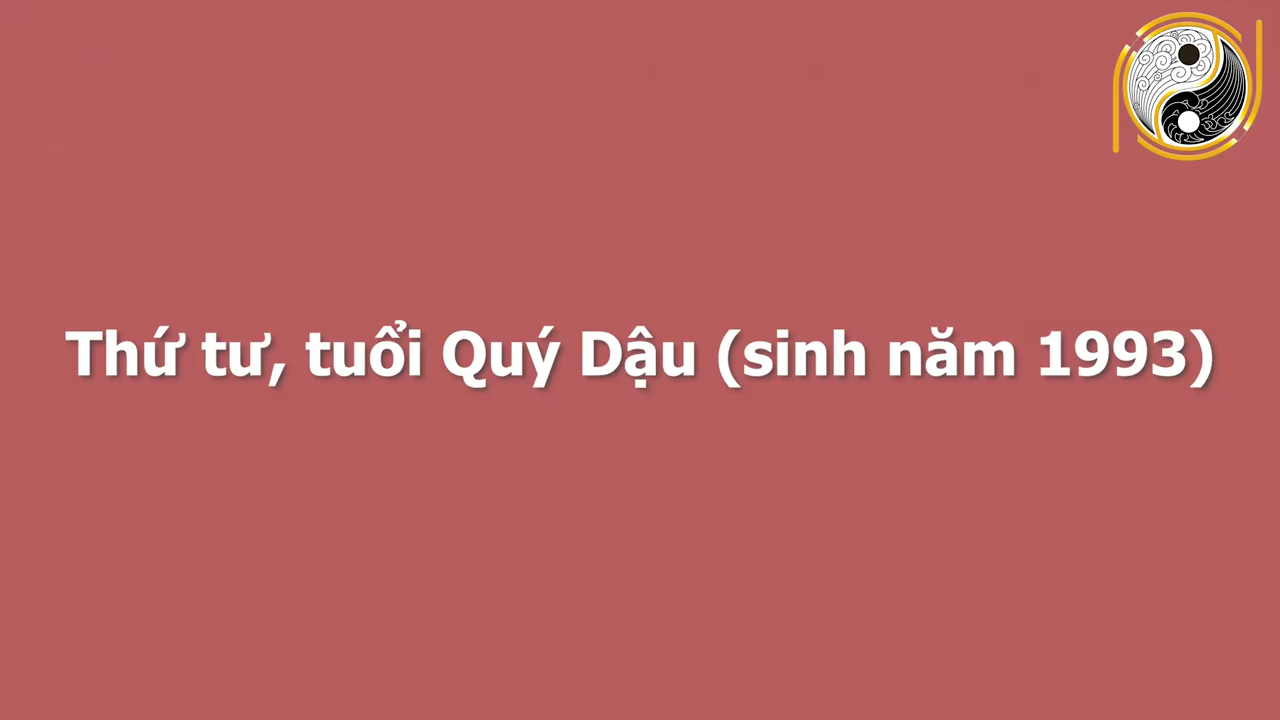 Thứ tư, tuổi Quý Dậu (sinh năm 1993)